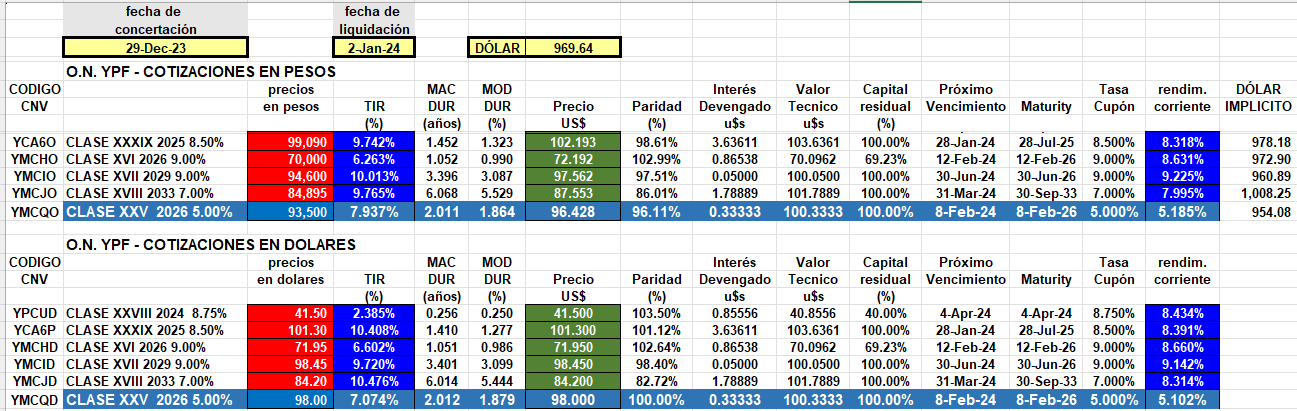 fecha de fecha de
concertación liquidación
29-Dec-23 2-Jan-24 DÓLAR 969.64
O.N. YPF - COTIZACIONES EN PESOS
CODIGO precios MAC MOD Interés Valor Capital Próximo Tasa rendim. DÓLAR
CNV en pesos TIR DUR DUR Precio Paridad Devengado Tecnico residual Vencimiento Maturity Cupón corriente IMPLICITO
(%) (años) (%) US$ (%) u$s u$s (%)
YCA6O CLASE XXXIX 2025 8.50% 99,090 9.742% 1.452 1.323 102.193 98.61% 3.63611 103.6361 100.00% 28-Jan-24 28-Jul-25 8.500% 8.318% 978.18
YMCHO CLASE XVI 2026 9.00% 70,000 6.263% 1.052 0.990 72.192 102.99% 0.86538 70.0962 69.23% 12-Feb-24 12-Feb-26 9.000% 8.631% 972.90
YMCIO CLASE XVII 2029 9.00% 94,600 10.013% 3.396 3.087 97.562 97.51% 0.05000 100.0500 100.00% 30-Jun-24 30-Jun-26 9.000% 9.225% 960.89
YMCJO CLASE XVIII 2033 7.00% 84,895 9.765% 6.068 5.529 87.553 86.01% 1.78889 101.7889 100.00% 31-Mar-24 30-Sep-33 7.000% 7.995% 1,008.25
YMCQO CLASE XXV 2026 5.00% 93,500 7.937% 2.011 1.864 96.428 96.11% 0.33333 100.3333 100.00% 8-Feb-24 8-Feb-26 5.000% 5.185% 954.08
O.N. YPF - COTIZACIONES EN DOLARES
CODIGO precios MAC MOD Interés Valor Capital Próximo Tasa rendim.
CNV en dolares TIR DUR DUR Precio Paridad Devengado Tecnico residual Vencimiento Maturity Cupón corriente
(%) (años) (%) US$ (%) u$s u$s (%)
YPCUD CLASE XXVIII 2024 8.75% 41.50 2.385% 0.256 0.250 41.500 103.50% 0.85556 40.8556 40.00% 4-Apr-24 4-Apr-24 8.750% 8.434%
YCA6P CLASE XXXIX 2025 8.50% 101.30 10.408% 1.410 1.277 101.300 101.12% 3.63611 103.6361 100.00% 28-Jan-24 28-Jul-25 8.500% 8.391%
YMCHD CLASE XVI 2026 9.00% 71.95 6.602% 1.051 0.986 71.950 102.64% 0.86538 70.0962 69.23% 12-Feb-24 12-Feb-26 9.000% 8.660%
YMCID CLASE XVII 2029 9.00% 98.45 9.720% 3.401 3.099 98.450 98.40% 0.05000 100.0500 100.00% 30-Jun-24 30-Jun-26 9.000% 9.142%
YMCJD CLASE XVIII 2033 7.00% 84.20 10.476% 6.014 5.444 84.200 82.72% 1.78889 101.7889 100.00% 31-Mar-24 30-Sep-33 7.000% 8.314%
YMCQD CLASE XXV 2026 5.00% 98.00 7.074% 2.012 1.879 98.000 100.00% 0.33333 100.3333 100.00% 8-Feb-24 8-Feb-26 5.000% 5.102%